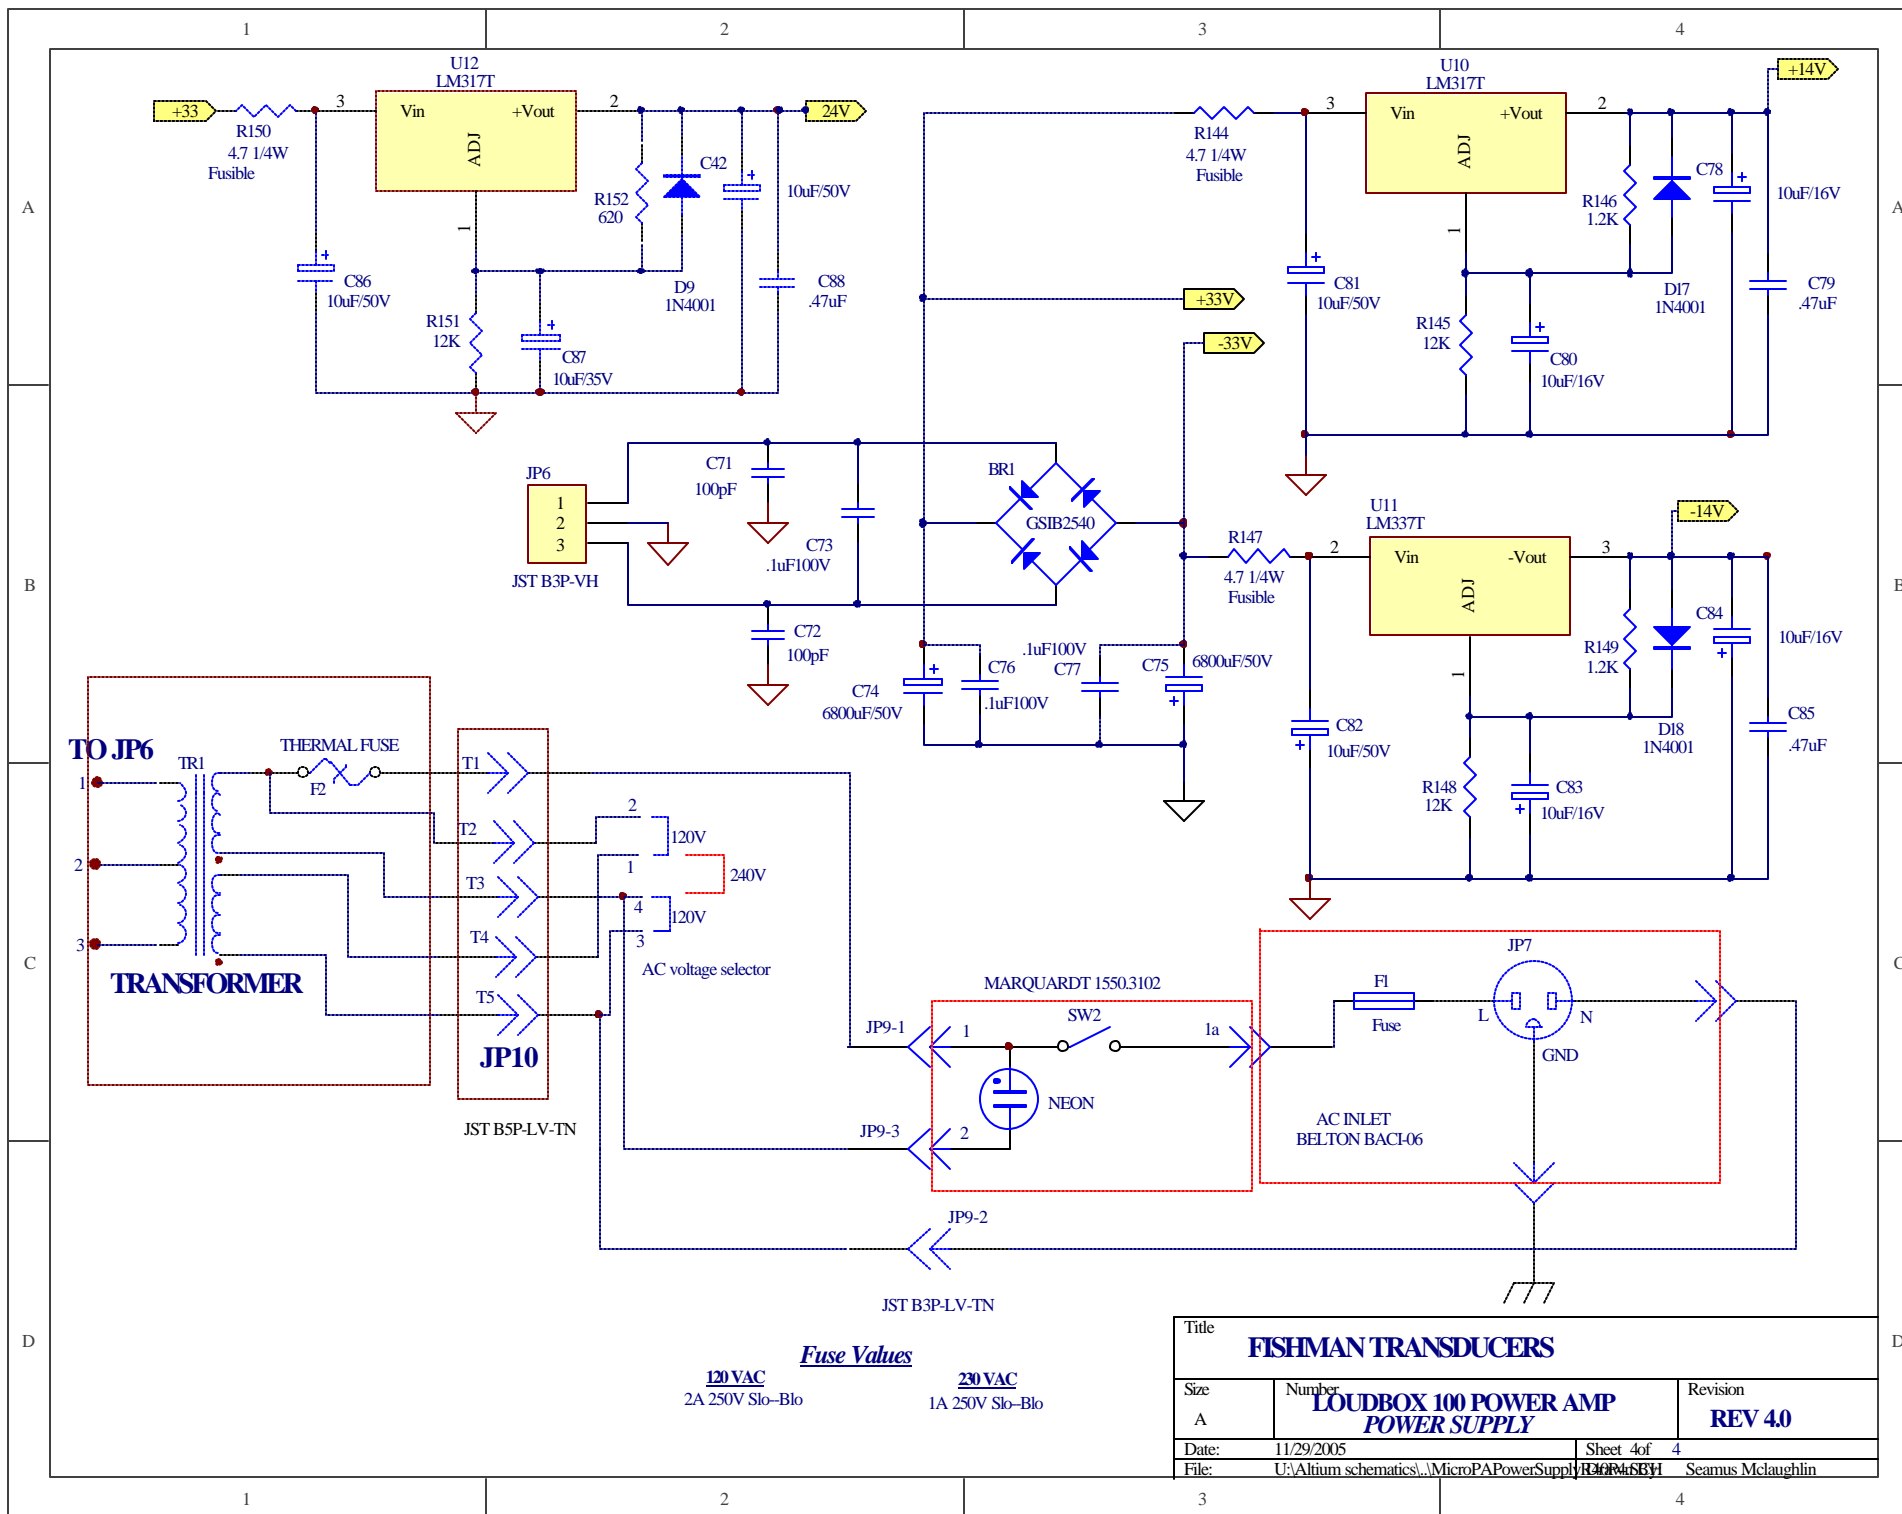 1 2 3 4
A A
B B
C C
D D
U12
LM317T
+33
3
Vin
+Vout
2
24V
R150
4.7 1/4W
Fusible
ADJ
1
C86
10uF/50V
R152
620
C42
10uF/50V
D9
1N4001
C88
.47uF
R151
12K
C87
10uF/35V
U10
LM317T
+14V
3
Vin
+Vout
2
R144
4.7 1/4W
Fusible
ADJ
1
C78
10uF/16V
R146
1.2K
C81
10uF/50V
D17
1N4001
C79
.47uF
R145
12K
C80
10uF/16V
+33V
-33V
JP6
1
2
3
JST B3P-VH
C71
100pF
C73
.1uF100V
C72
100pF
BR1
GSIB2540
R147
4.7 1/4W
Fusible
U11
LM337T
-14V
2
Vin
-Vout
3
ADJ
1
C84
10uF/16V
R149
1.2K
D18
1N4001
C85
.47uF
C82
10uF/50V
R148
12K
C83
10uF/16V
C74
6800uF/50V
C76
.1uF100V
.1uF100V
C77
C75
6800uF/50V
TO JP6
1
2
3
TR1
THERMAL FUSE
F2
TRANSFORMER
T1
T2
T3
T4
T5
JP10
JST B5P-LV-TN
2
120V
1
240V
4
120V
3
AC voltage selector
MARQUARDT 1550.3102
JP9-1
1
SW2
1a
NEON
JP9-3
2
F1
Fuse
JP7
L
N
GND
AC INLET
BELTON BACI-06
JP9-2
JST B3P-LV-TN
Fuse Values
120 VAC
2A 250V Slo--Blo
230 VAC
1A 250V Slo--Blo
Title
FISHMAN TRANSDUCERS
Size
A
Number
LOUDBOX 100 POWER AMP
POWER SUPPLY
Revision
REV 4.0
Date: 11/29/2005 Sheet 4of 4
File: U:\Altium schematics\..\MicroPAPowerSupply Seamus Mclaughlin
1 2 3 4